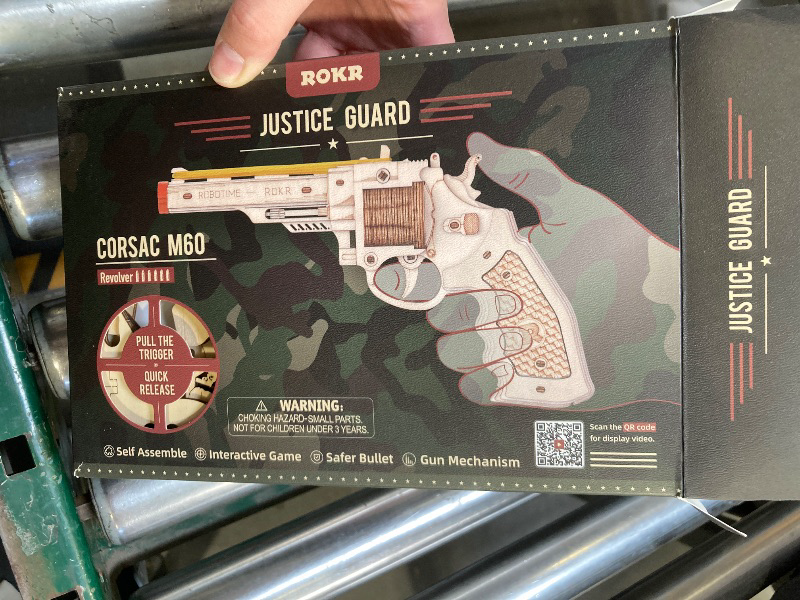 ROKR
JUSTICE GUARD
ROBOTIME — ROKR
CORSAC M60
Revolver
PULL THE
TRIGGER
QUICK
RELEASE
WARNING:
CHOKING HAZARD-SMALL PARTS.
NOT FOR CHILDREN UNDER 3 YEARS.
Scan the QR code
for display video.
Self Assemble Interactive Game Safer Bullet Gun Mechanism
JUSTICE GUARD